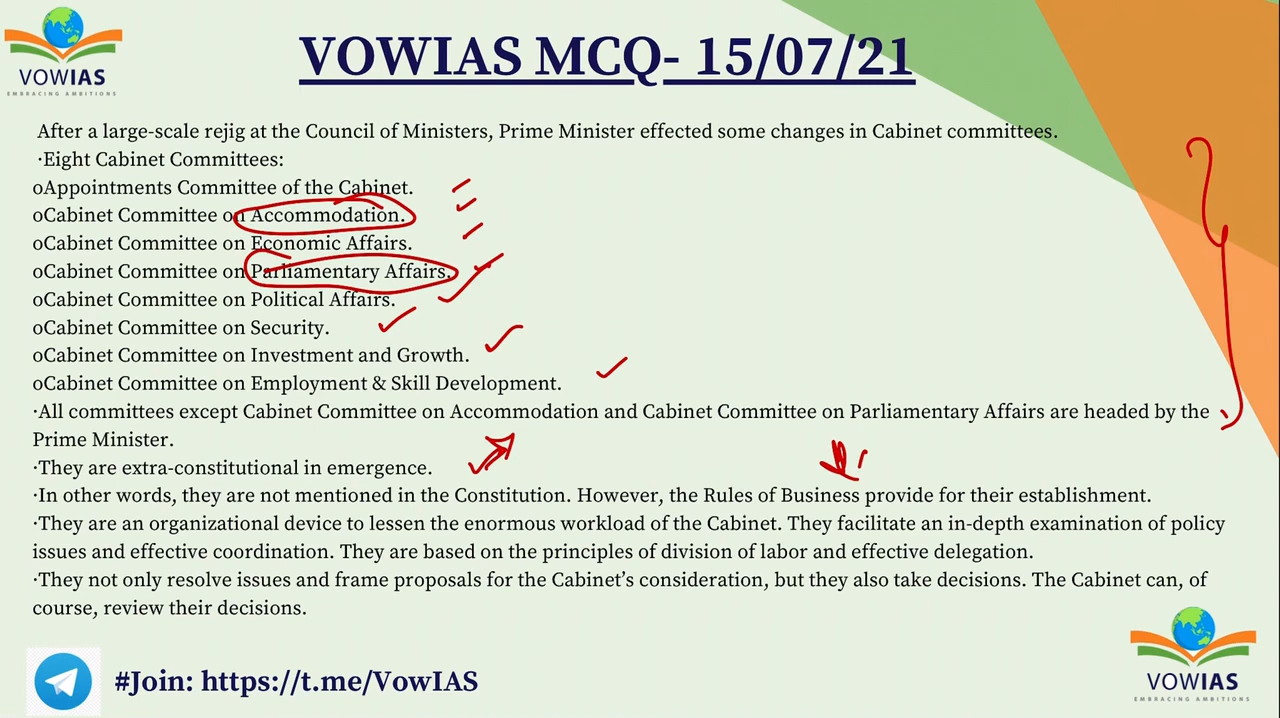 VOWIAS
EMBRACING AMBITIONS
VOWIAS MCQ- 15/07/21
After a large-scale rejig at the Council of Ministers, Prime Minister effected some changes in Cabinet committees.
·Eight Cabinet Committees:
oAppointments Committee of the Cabinet.
oCabinet Committee on Accommodation.
oCabinet Committee on Economic Affairs.
oCabinet Committee on Parliamentary Affairs.
oCabinet Committee on Political Affairs.
oCabinet Committee on Security.
oCabinet Committee on Investment and Growth.
oCabinet Committee on Employment & Skill Development.
·All committees except Cabinet Committee on Accommodation and Cabinet Committee on Parliamentary Affairs are headed by the
Prime Minister.
·They are extra-constitutional in emergence.
·In other words, they are not mentioned in the Constitution. However, the Rules of Business provide for their establishment.
·They are an organizational device to lessen the enormous workload of the Cabinet. They facilitate an in-depth examination of policy
issues and effective coordination. They are based on the principles of division of labor and effective delegation.
·They not only resolve issues and frame proposals for the Cabinet’s consideration, but they also take decisions. The Cabinet can, of
course, review their decisions.
#Join: https://t.me/VowIAS
VOWIAS
EMBRACING AMBITIONS